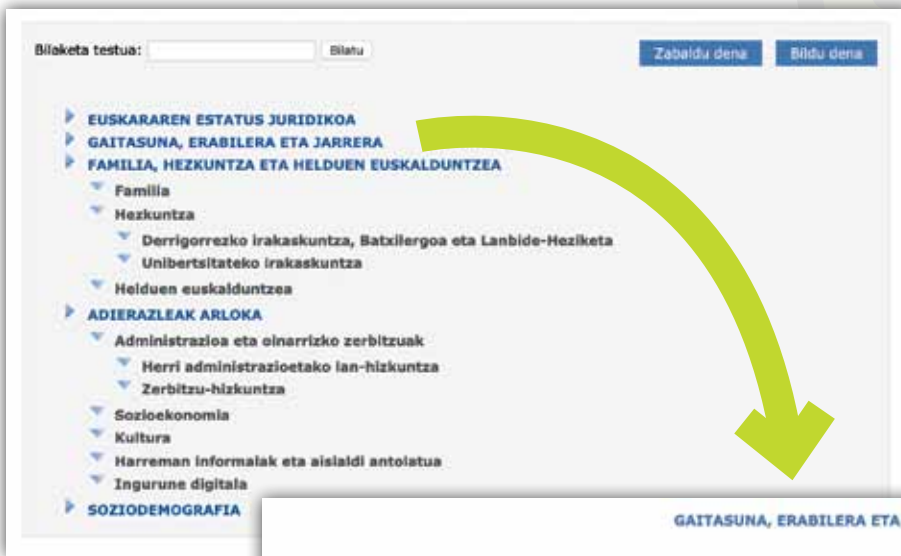 Bilaketa testua: Bilatu Zabaldu dena Bildu dena
EUSKARAREN ESTATUS JURIDIKOA
GAITASUNA, ERABILERA ETA JARRERA
FAMILIA, HEZKUNTZA ETA HELDUEN EUSKALDUNTZEA
Familia
Hezkuntza
Derrigorrezko irakaskuntza, Batxilergoa eta Lanbide-Heziketa
Unibertsitateko irakaskuntza
Helduen euskalduntzea
ADIERAZLEAK ARLOKA
Administrazioa eta oinarrizko zerbitzuak
Herri administrazioetako lan-hizkuntza
Zerbitzu-hizkuntza
Sozioekonomia
Kultura
Harreman informalak eta aisialdi antolatua
Ingurune digitala
SOZIODEMOGRAFIA
GAITASUNA, ERABILERA ETA